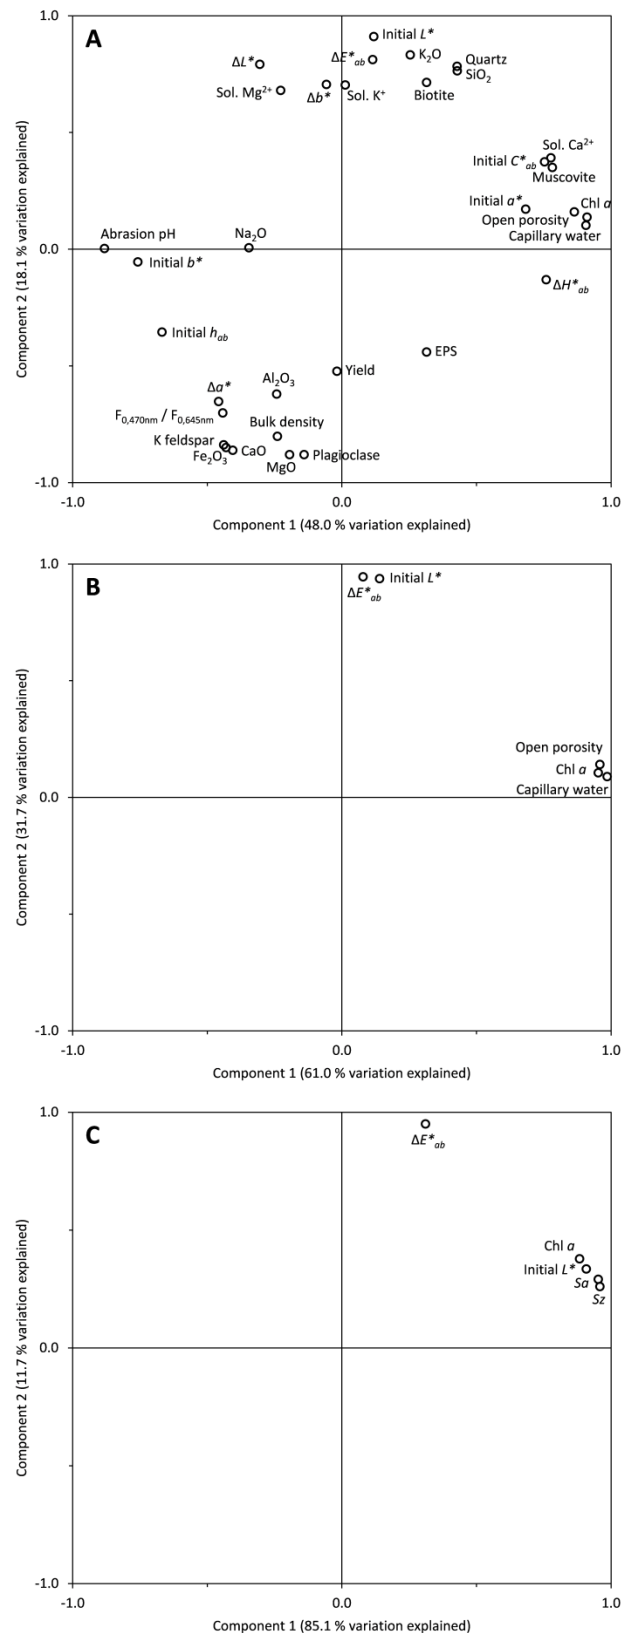 1.0
A
Initial L*
ΔE*ab
K₂O
Quartz
SiO₂
ΔL*
Sol. Mg²⁺
Δb*
Sol. K⁺
Biotite
Sol. Ca²⁺
Initial C*ab
Muscovite
Initial a*
Chl a
Open porosity
Capillary water
Abrasion pH
Na₂O
0.0
Initial b*
ΔH*ab
Initial hab
EPS
Yield
Al₂O₃
Δa*
F0,470nm / F0,645nm
Bulk density
K feldspar
Fe₂O₃
CaO
MgO
Plagioclase
-1.0
-1.0
0.0
1.0
Component 1 (48.0 % variation explained)
Component 2 (18.1 % variation explained)
1.0
B
Initial L*
ΔE*ab
Open porosity
Chl a
Capillary water
0.0
-1.0
-1.0
0.0
1.0
Component 1 (61.0 % variation explained)
Component 2 (31.7 % variation explained)
1.0
C
ΔE*ab
Chl a
Initial L*
Sa
Sz
0.0
-1.0
-1.0
0.0
1.0
Component 1 (85.1 % variation explained)
Component 2 (11.7 % variation explained)